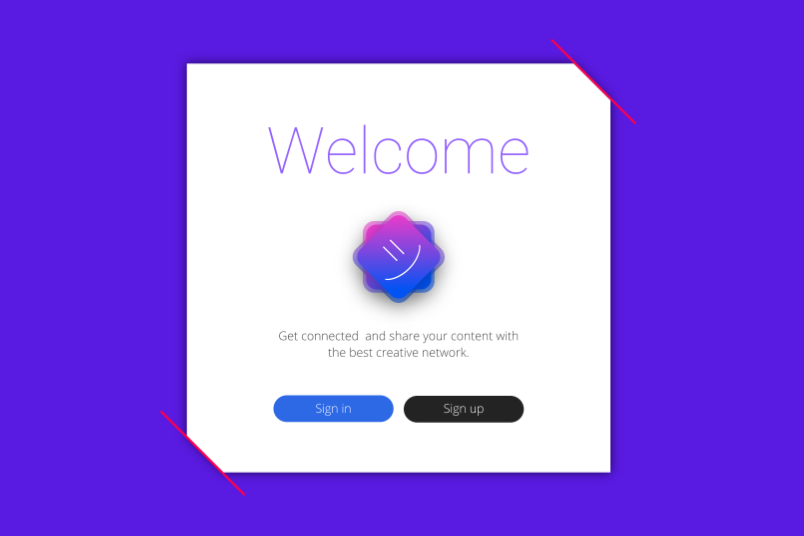 Welcome
Get connected  and share your content with
the best creative network.
Sign in
Sign up